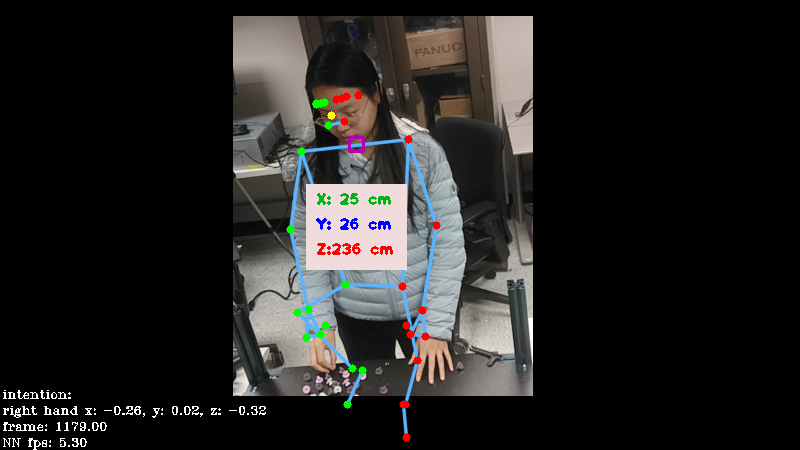 FANUC
X: 25 cm
Y: 26 cm
Z:236 cm
intention:
right hand x: -0.26, y: 0.02, z: -0.32
frame: 1179.00
NN fps: 5.30